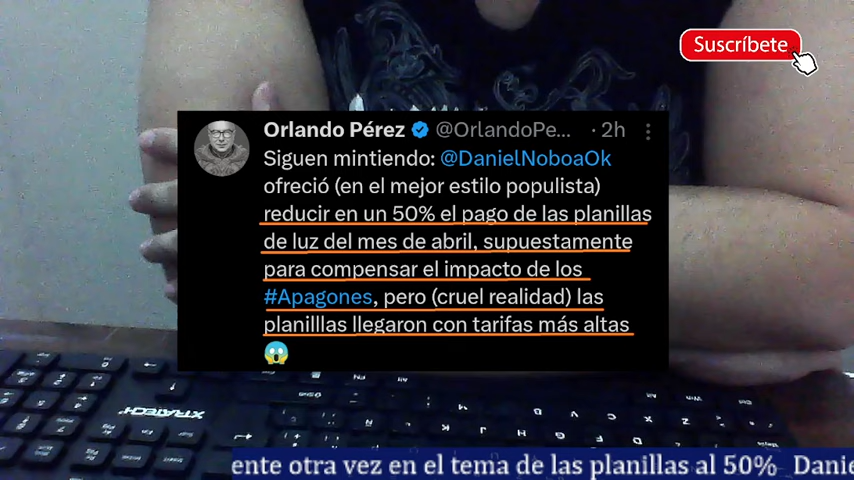 Suscríbete
Orlando Pérez @OrlandoPe... · 2h
Siguen mintiendo: @DanielNoboaOk
ofreció (en el mejor estilo populista)
reducir en un 50% el pago de las planillas
de luz del mes de abril, supuestamente
para compensar el impacto de los
#Apagones, pero (cruel realidad) las
planilllas llegaron con tarifas más altas
😱
XTRATECH
ente otra vez en el tema de las planillas al 50% Danie